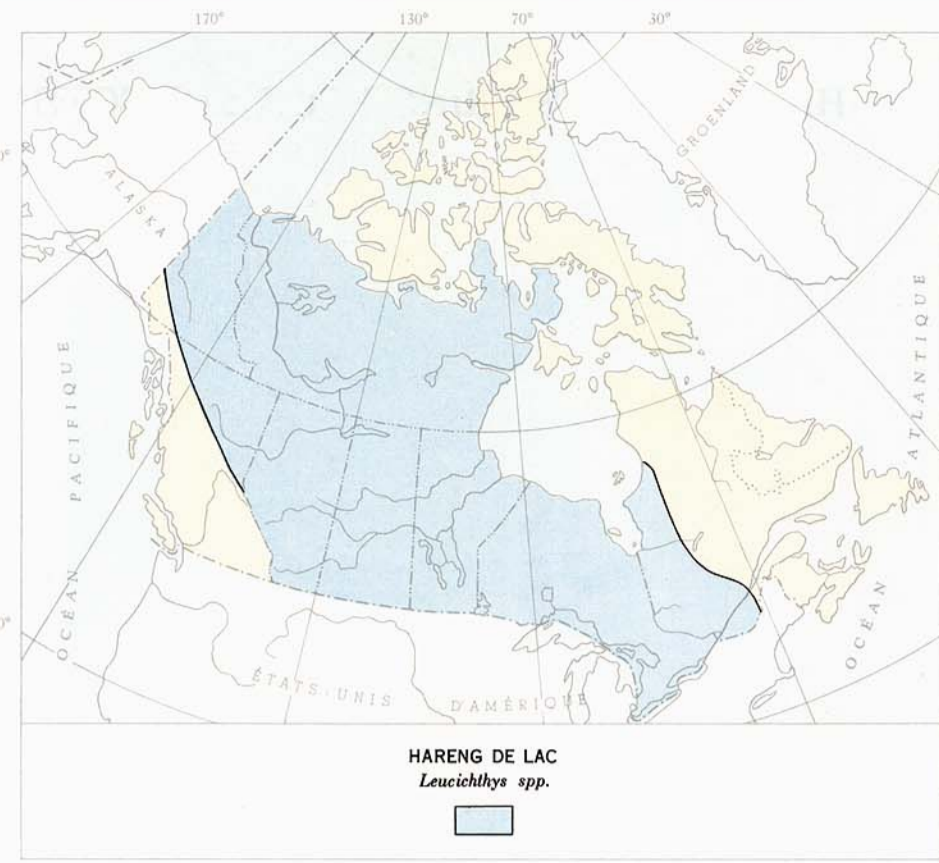 170°
130°
70°
30°
GROENLAND
ALASKA
OCÉAN PACIFIQUE
OCÉAN ATLANTIQUE
ÉTATS-UNIS D'AMÉRIQUE
HARENG DE LAC
Leucichthys spp.